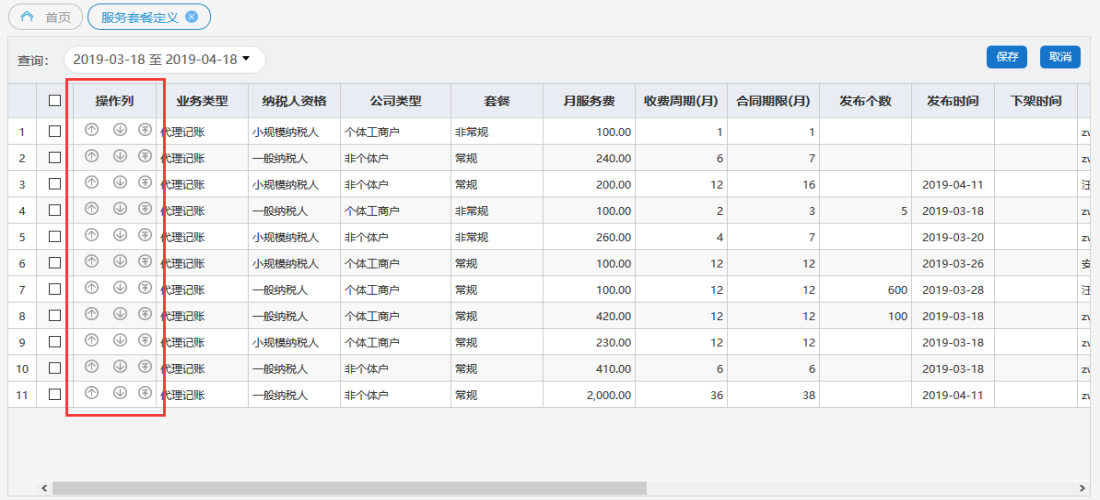 首页 服务套餐定义
查询: 2019-03-18 至 2019-04-18 保存 取消
操作列 业务类型 纳税人资格 公司类型 套餐 月服务费 收费周期(月) 合同期限(月) 发布个数 发布时间 下架时间
1 代理记账 小规模纳税人 个体工商户 非常规 100.00 1 1
2 代理记账 一般纳税人 非个体户 常规 240.00 6 7
3 代理记账 小规模纳税人 非个体户 常规 200.00 12 16 2019-04-11 汪
4 代理记账 一般纳税人 个体工商户 非常规 100.00 2 3 5 2019-03-18
5 代理记账 小规模纳税人 非个体户 非常规 260.00 4 7 2019-03-20
6 代理记账 小规模纳税人 个体工商户 常规 100.00 12 12 2019-03-26 安
7 代理记账 一般纳税人 个体工商户 常规 100.00 12 12 600 2019-03-28 汪
8 代理记账 一般纳税人 个体工商户 常规 420.00 12 12 100 2019-03-18
9 代理记账 小规模纳税人 个体工商户 常规 230.00 12 12 2019-03-18
10 代理记账 一般纳税人 非个体户 常规 410.00 6 6 2019-03-18
11 代理记账 一般纳税人 非个体户 常规 2,000.00 36 38 2019-04-11